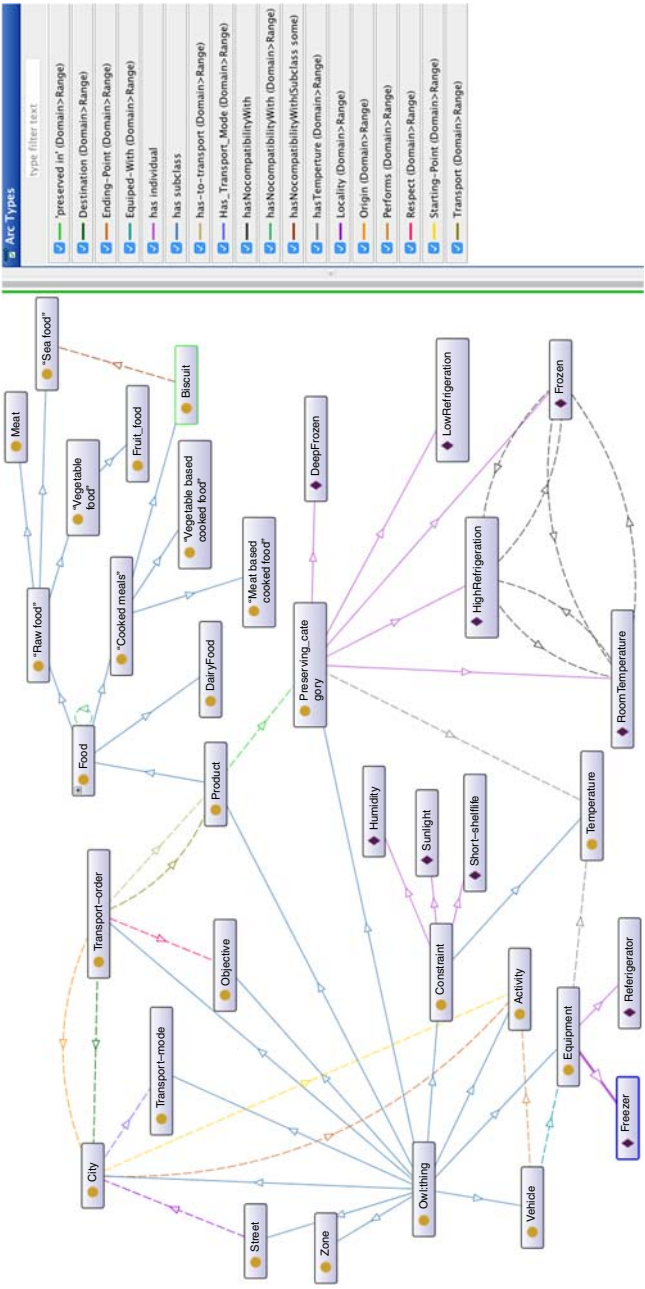 Arc Types
type filter text
'preserved in' (Domain>Range)
Destination (Domain>Range)
Ending-Point (Domain>Range)
Equiped-With (Domain>Range)
has individual
has subclass
has-to-transport (Domain>Range)
Has_Transport_Mode (Domain>Range)
hasNocompatibilityWith
hasNocompatibilityWith (Domain>Range)
hasNocompatibilityWith(Subclass some)
hasTemperture (Domain>Range)
Locality (Domain>Range)
Origin (Domain>Range)
Performs (Domain>Range)
Respect (Domain>Range)
Starting-Point (Domain>Range)
Transport (Domain>Range)
Meat
"Sea food"
"Vegetable
food"
Fruit_food
Biscuit
"Raw food"
"Cooked meals"
"Vegetable based
cooked food"
"Meat based
cooked food"
DeepFrozen
LowRefrigeration
Frozen
Food
DairyFood
Product
Preserving_cate
gory
HighRefrigeration
RoomTemperature
Transport-order
Objective
Humidity
Sunlight
Short-shelflife
Temperature
Transport-mode
Constraint
Activity
Equipment
Referigerator
City
Street
Zone
Owl:thing
Vehicle
Freezer